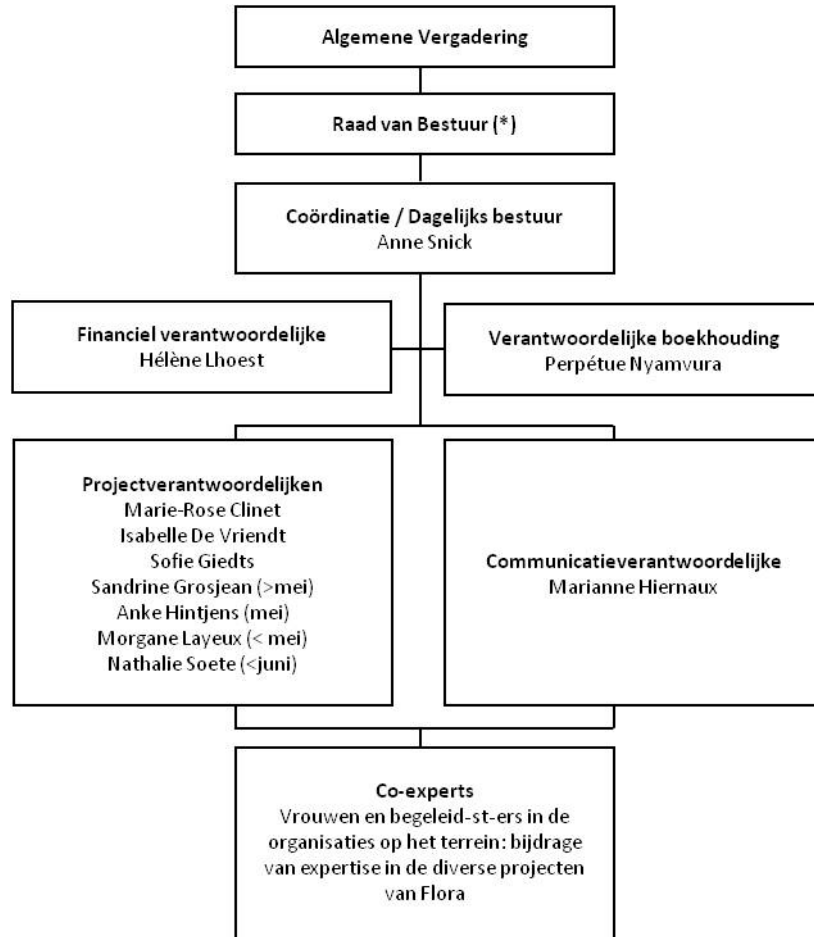 Algemene Vergadering
Raad van Bestuur (*)
Coördinatie / Dagelijks bestuur
Anne Snick
Financiel verantwoordelijke
Hélène Lhoest
Verantwoordelijke boekhouding
Perpétue Nyamvura
Projectverantwoordelijken
Marie-Rose Clinet
Isabelle De Vriendt
Sofie Giedts
Sandrine Grosjean (>mei)
Anke Hintjens (mei)
Morgane Layeux (< mei)
Nathalie Soete (<juni)
Communicatieverantwoordelijke
Marianne Hiernaux
Co-experts
Vrouwen en begeleid-st-ers in de
organisaties op het terrein: bijdrage
van expertise in de diverse projecten
van Flora